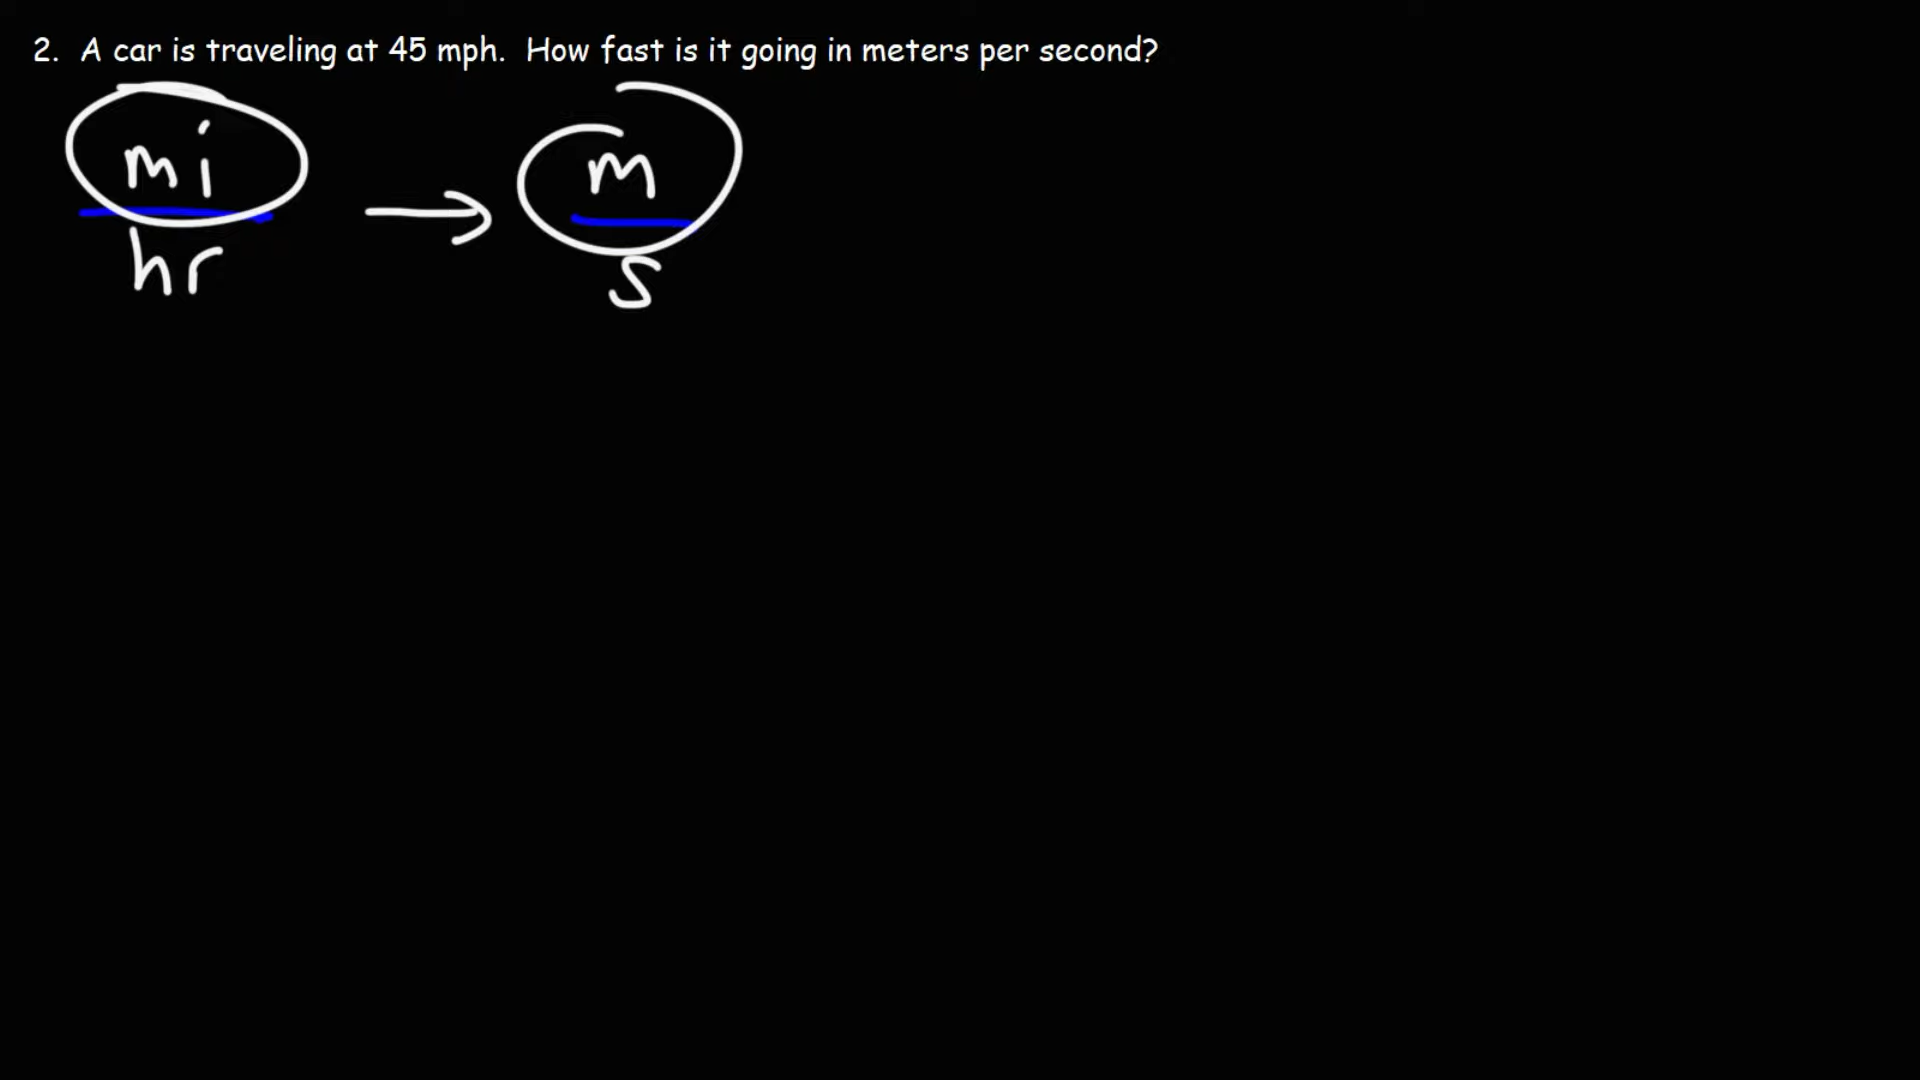 2. A car is traveling at 45 mph. How fast is it going in meters per second?
mi → m
hr s